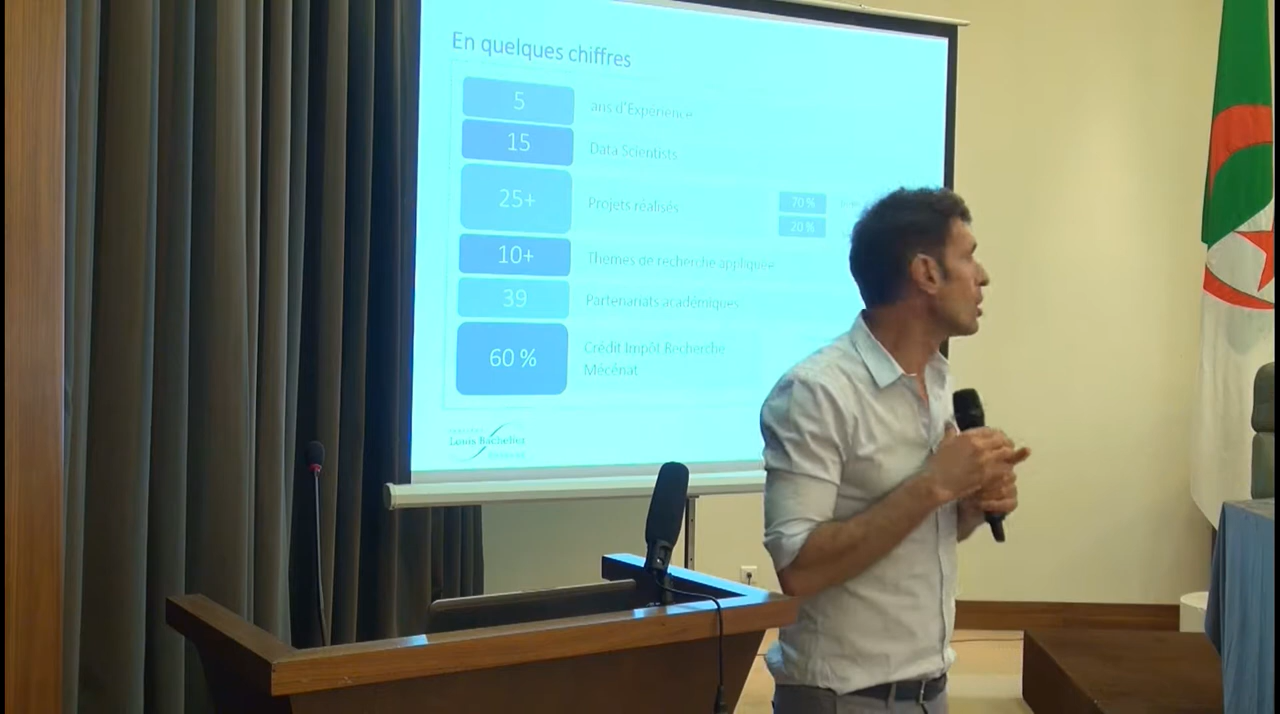 En quelques chiffres
5 ans d'Expérience
15 Data Scientists
25+ Projets réalisés 70 %
20 %
10+ Thèmes de recherche appliquée
39 Partenariats académiques
60 % Crédit Impôt Recherche
Mécénat
Louis Bachelier